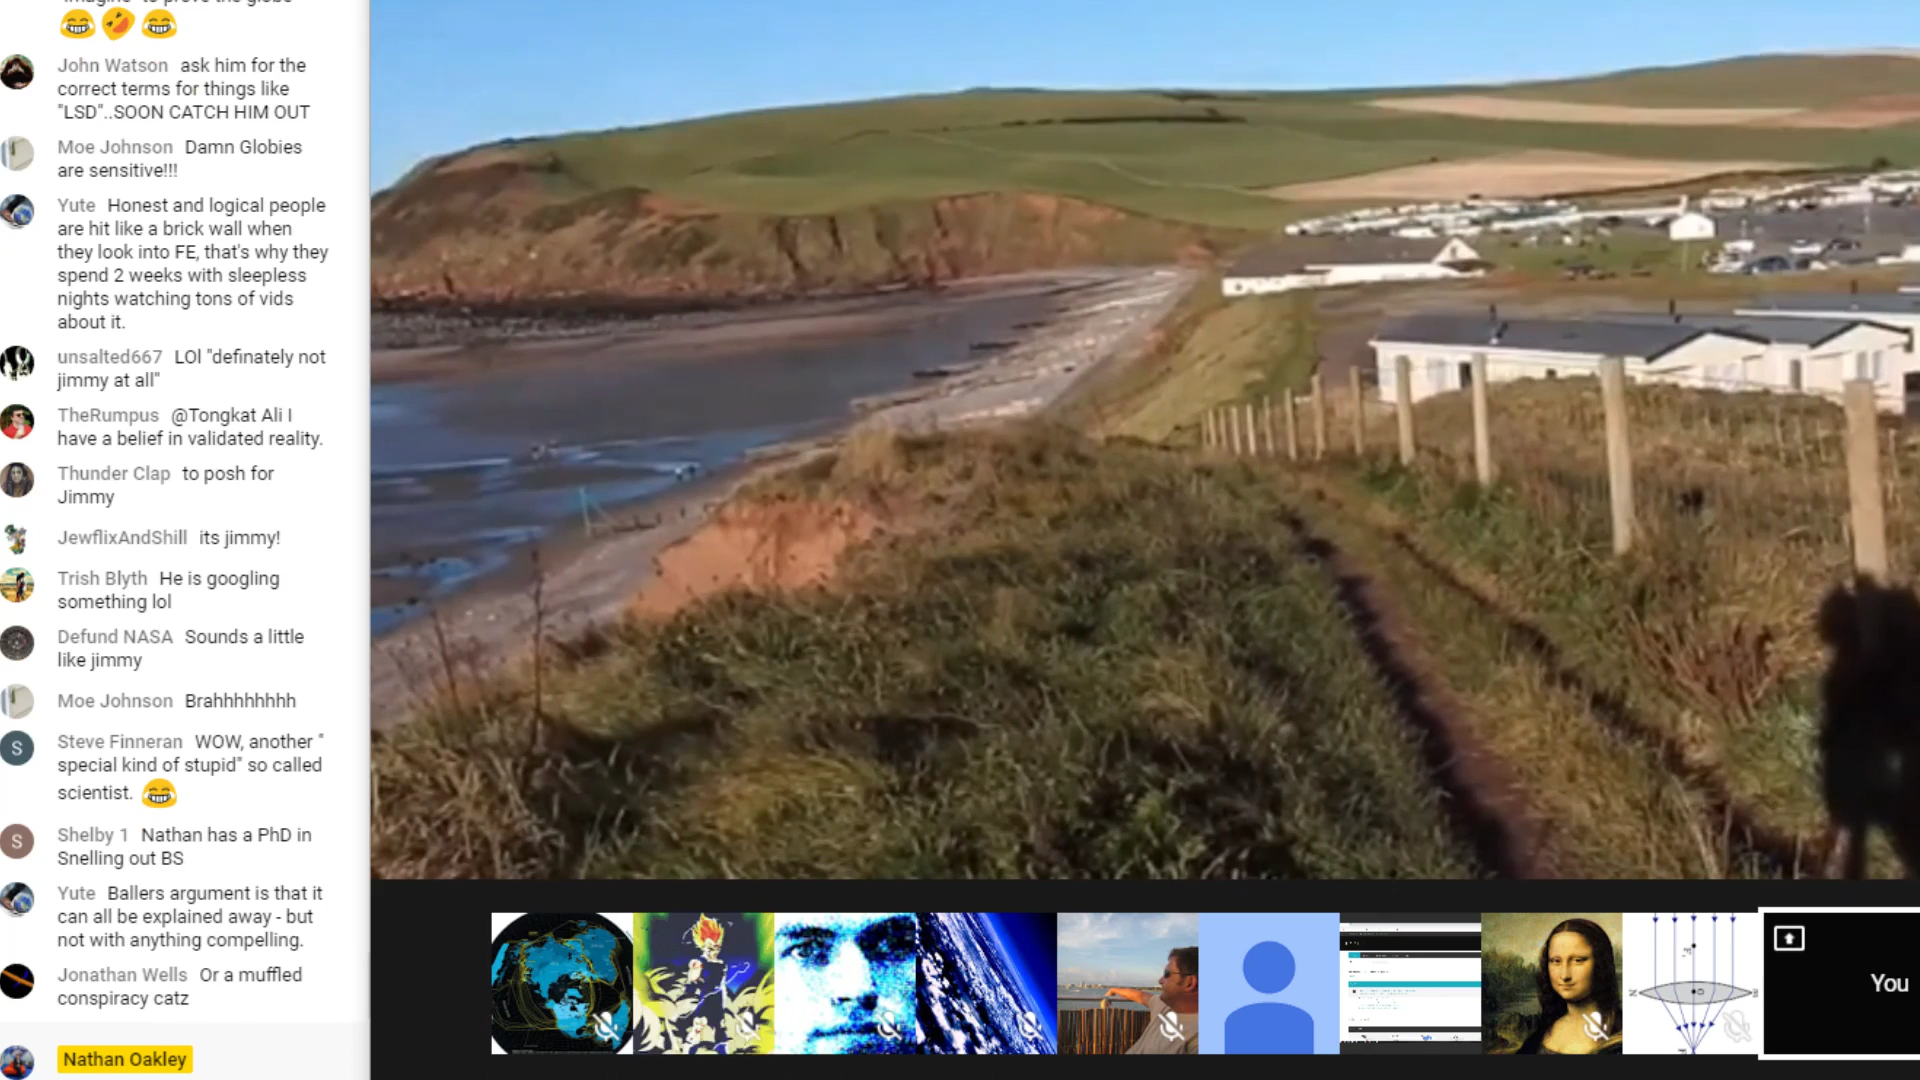 "imagine" to prove the globe
John Watson ask him for the
correct terms for things like
"LSD"..SOON CATCH HIM OUT
Moe Johnson Damn Globies
are sensitive!!!
Yute Honest and logical people
are hit like a brick wall when
they look into FE, that's why they
spend 2 weeks with sleepless
nights watching tons of vids
about it.
unsalted667 LOl "definately not
jimmy at all"
TheRumpus @Tongkat Ali I
have a belief in validated reality.
Thunder Clap to posh for
Jimmy
JewflixAndShill its jimmy!
Trish Blyth He is googling
something lol
Defund NASA Sounds a little
like jimmy
Moe Johnson Brahhhhhhhh
S
Steve Finneran WOW, another "
special kind of stupid" so called
scientist.
S
Shelby 1 Nathan has a PhD in
Snelling out BS
Yute Ballers argument is that it
can all be explained away - but
not with anything compelling.
Jonathan Wells Or a muffled
conspiracy catz
Nathan Oakley
You